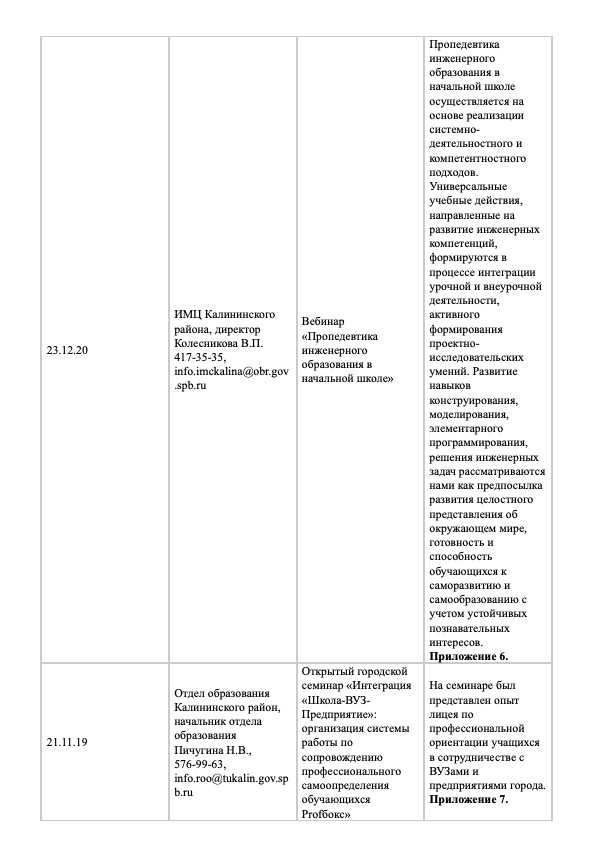 23.12.20
ИМЦ Калининского
района, директор
Колесникова В.П.
417-35-35,
info.imckalina@obr.gov
.spb.ru
Вебинар
«Пропедевтика
инженерного
образования в
начальной школе»
Пропедевтика
инженерного
образования в
начальной школе
осуществляется на
основе реализации
системно-
деятельностного и
компетентностного
подходов.
Универсальные
учебные действия,
направленные на
развитие инженерных
компетенций,
формируются в
процессе интеграции
урочной и внеурочной
деятельности,
активного
формирования
проектно-
исследовательских
умений. Развитие
навыков
конструирования,
моделирования,
элементарного
программирования,
решения инженерных
задач рассматриваются
нами как предпосылка
развития целостного
представления об
окружающем мире,
готовность и
способность
обучающихся к
саморазвитию и
самообразованию с
учетом устойчивых
познавательных
интересов.
Приложение 6.
21.11.19
Отдел образования
Калининского район,
начальник отдела
образования
Пичугина Н.В.,
576-99-63,
info.roo@tukalin.gov.sp
b.ru
Открытый городской
семинар «Интеграция
«Школа-ВУЗ-
Предприятие»:
организация системы
работы по
сопровождению
профессионального
самоопределения
обучающихся
Profбокс»
На семинаре был
представлен опыт
лицея по
профессиональной
ориентации учащихся
в сотрудничестве с
ВУЗами и
предприятиями города.
Приложение 7.